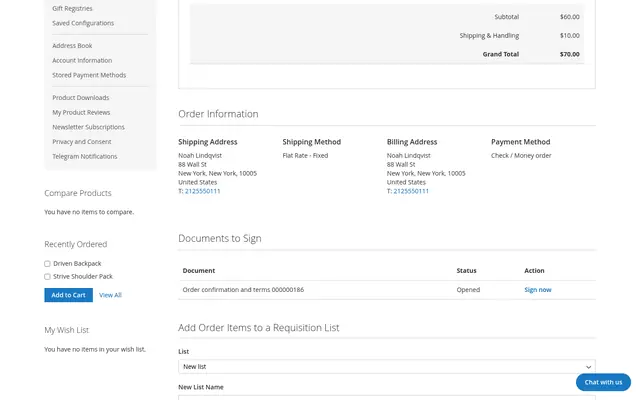 Gift Registries
Saved Configurations
Address Book
Account Information
Stored Payment Methods
Product Downloads
My Product Reviews
Newsletter Subscriptions
Privacy and Consent
Telegram Notifications
Compare Products
You have no items to compare.
Recently Ordered
Driven Backpack
Strive Shoulder Pack
Add to Cart View All
My Wish List
You have no items in your wish list.
Subtotal $60.00
Shipping & Handling $10.00
Grand Total $70.00
Order Information
Shipping Address
Noah Lindqvist
88 Wall St
New York, New York, 10005
United States
T: 2125550111
Shipping Method
Flat Rate - Fixed
Billing Address
Noah Lindqvist
88 Wall St
New York, New York, 10005
United States
T: 2125550111
Payment Method
Check / Money order
Documents to Sign
Document Status Action
Order confirmation and terms 000000186 Opened Sign now
Add Order Items to a Requisition List
List
New list
New List Name
Chat with us